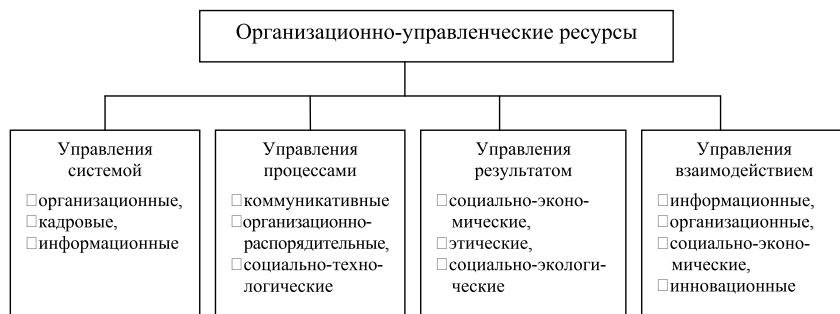 Организационно-управленческие ресурсы
Управления
системой
□организационные,
□кадровые,
□информационные
Управления
процессами
□коммуникативные
□организационно-
распорядительные,
□социально-техно-
логические
Управления
результатом
□социально-эконо-
мические,
□этические,
□социально-экологи-
ческие
Управления
взаимодействием
□информационные,
□организационные,
□социально-эконо-
мические,
□инновационные